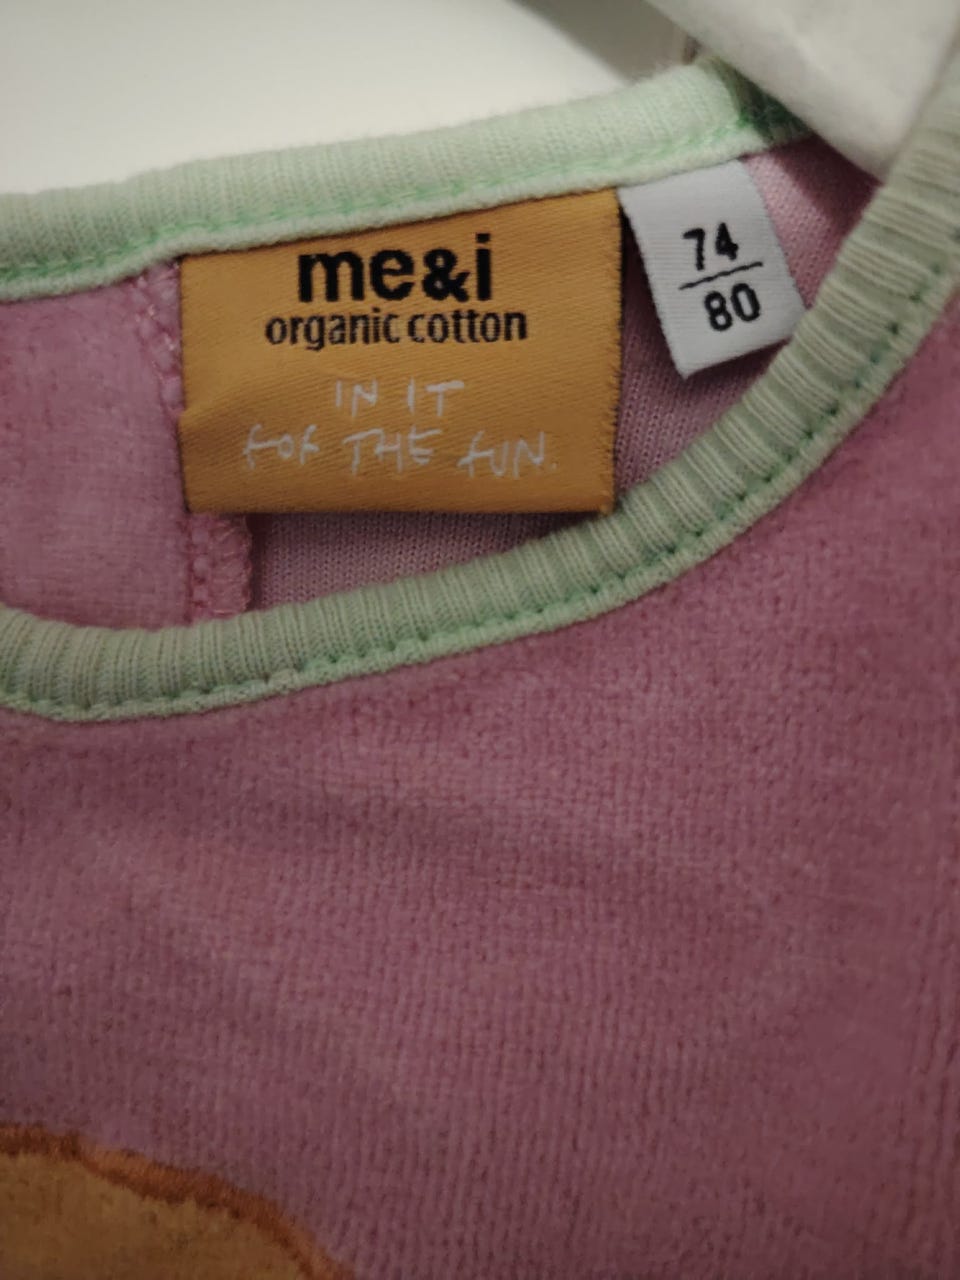 me&i
organic cotton
IN IT
FOR THE FUN.
74
80